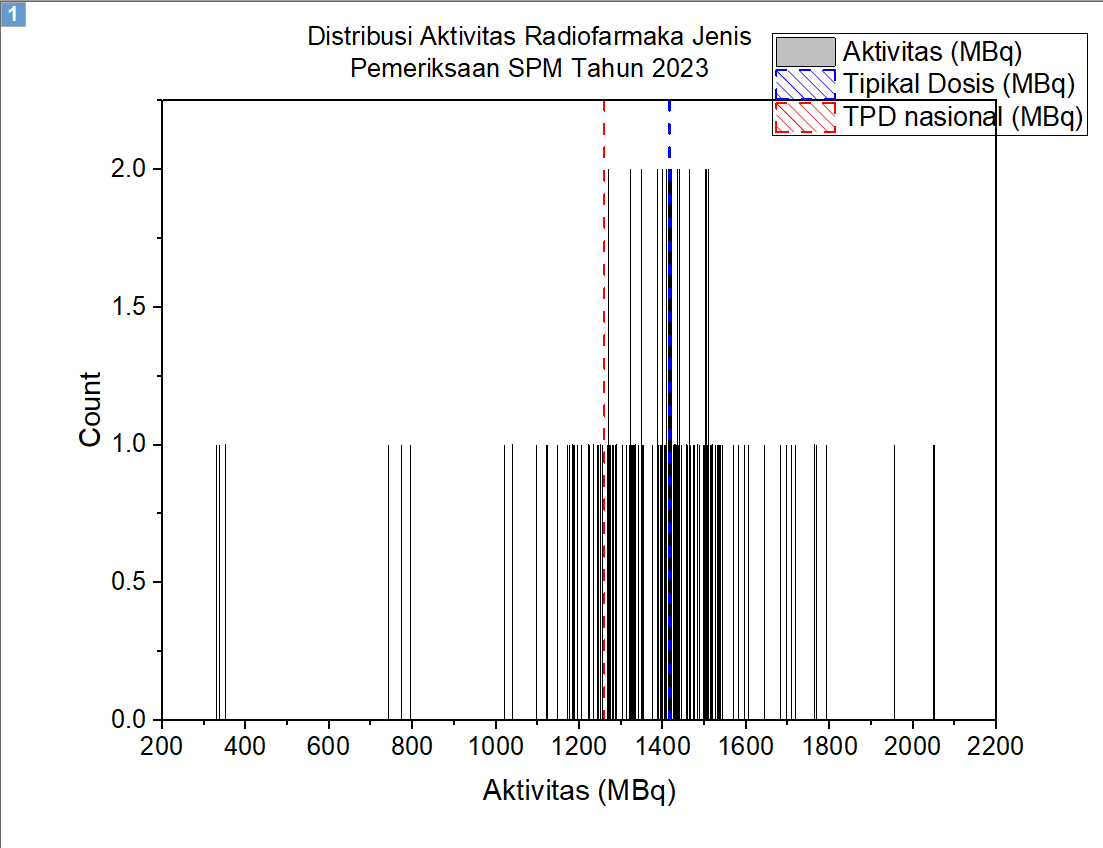 1
Distribusi Aktivitas Radiofarmaka Jenis
Pemeriksaan SPM Tahun 2023
Aktivitas (MBq)
Tipikal Dosis (MBq)
TPD nasional (MBq)
2.0
1.5
1.0
0.5
0.0
Count
200 400 600 800 1000 1200 1400 1600 1800 2000 2200
Aktivitas (MBq)